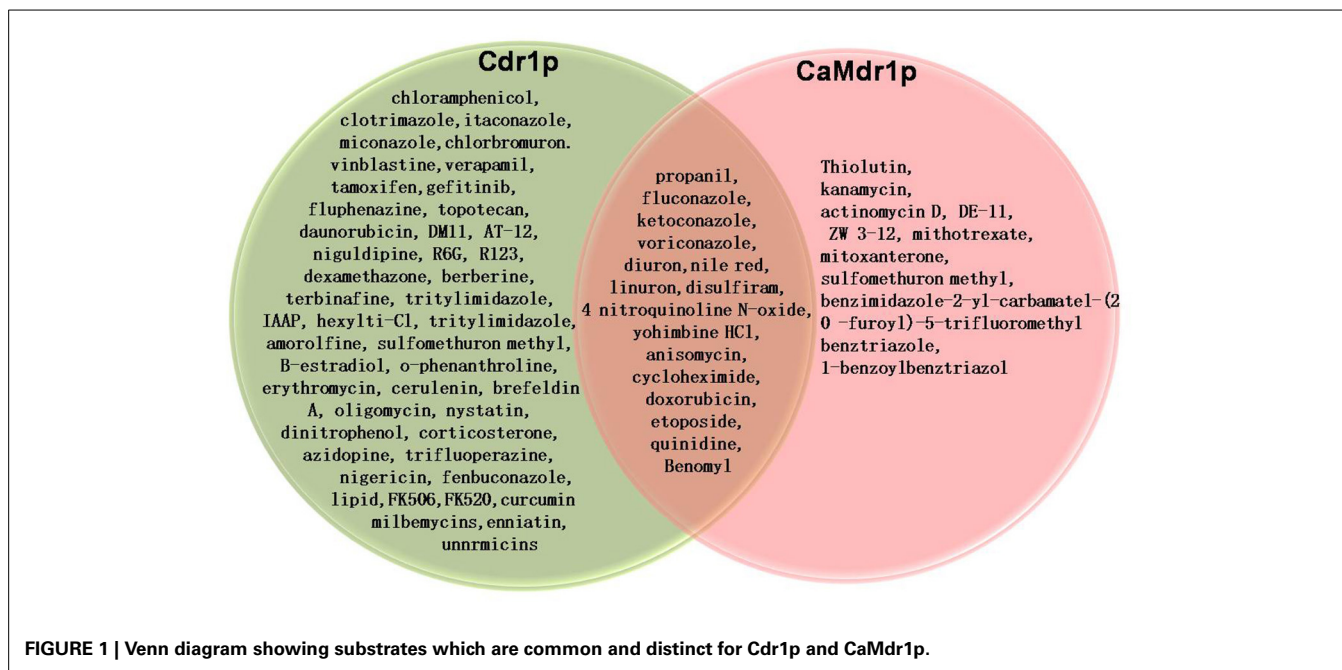 Cdr1p
chloramphenicol,
clotrimazole,itaconazole,
miconazole,chlorbromuron.
vinblastine,verapamil,
tamoxifen,gefitinib,
fluphenazine, topotecan,
daunorubicin, DM11, AT-12,
niguldipine, R6G, R123,
dexamethazone, berberine,
terbinafine, tritylimidazole,
IAAP, hexylti-Cl, tritylimidazole,
amorolfine, sulfomethuron methyl,
B-estradiol, o-phenanthroline,
erythromycin, cerulenin, brefeldin
A, oligomycin, nystatin,
dinitrophenol, corticosterone,
azidopine, trifluoperazine,
nigericin, fenbuconazole,
lipid,FK506,FK520,curcumin
milbemycins,enniatin,
unnrmicins
propanil,
fluconazole,
ketoconazole,
voriconazole,
diuron,nile red,
linuron,disulfiram,
4 nitroquinoline N-oxide,
yohimbine HCl,
anisomycin,
cycloheximide,
doxorubicin,
etoposide,
quinidine,
Benomyl
CaMdr1p
Thiolutin,
kanamycin,
actinomycin D, DE-11,
ZW 3-12, mithotrexate,
mitoxanterone,
sulfomethuron methyl,
benzimidazole-2-yl-carbamatel-(2
0 -furoyl)-5-trifluoromethyl
benztriazole,
1-benzoylbenztriazol
FIGURE 1 | Venn diagram showing substrates which are common and distinct for Cdr1p and CaMdr1p.